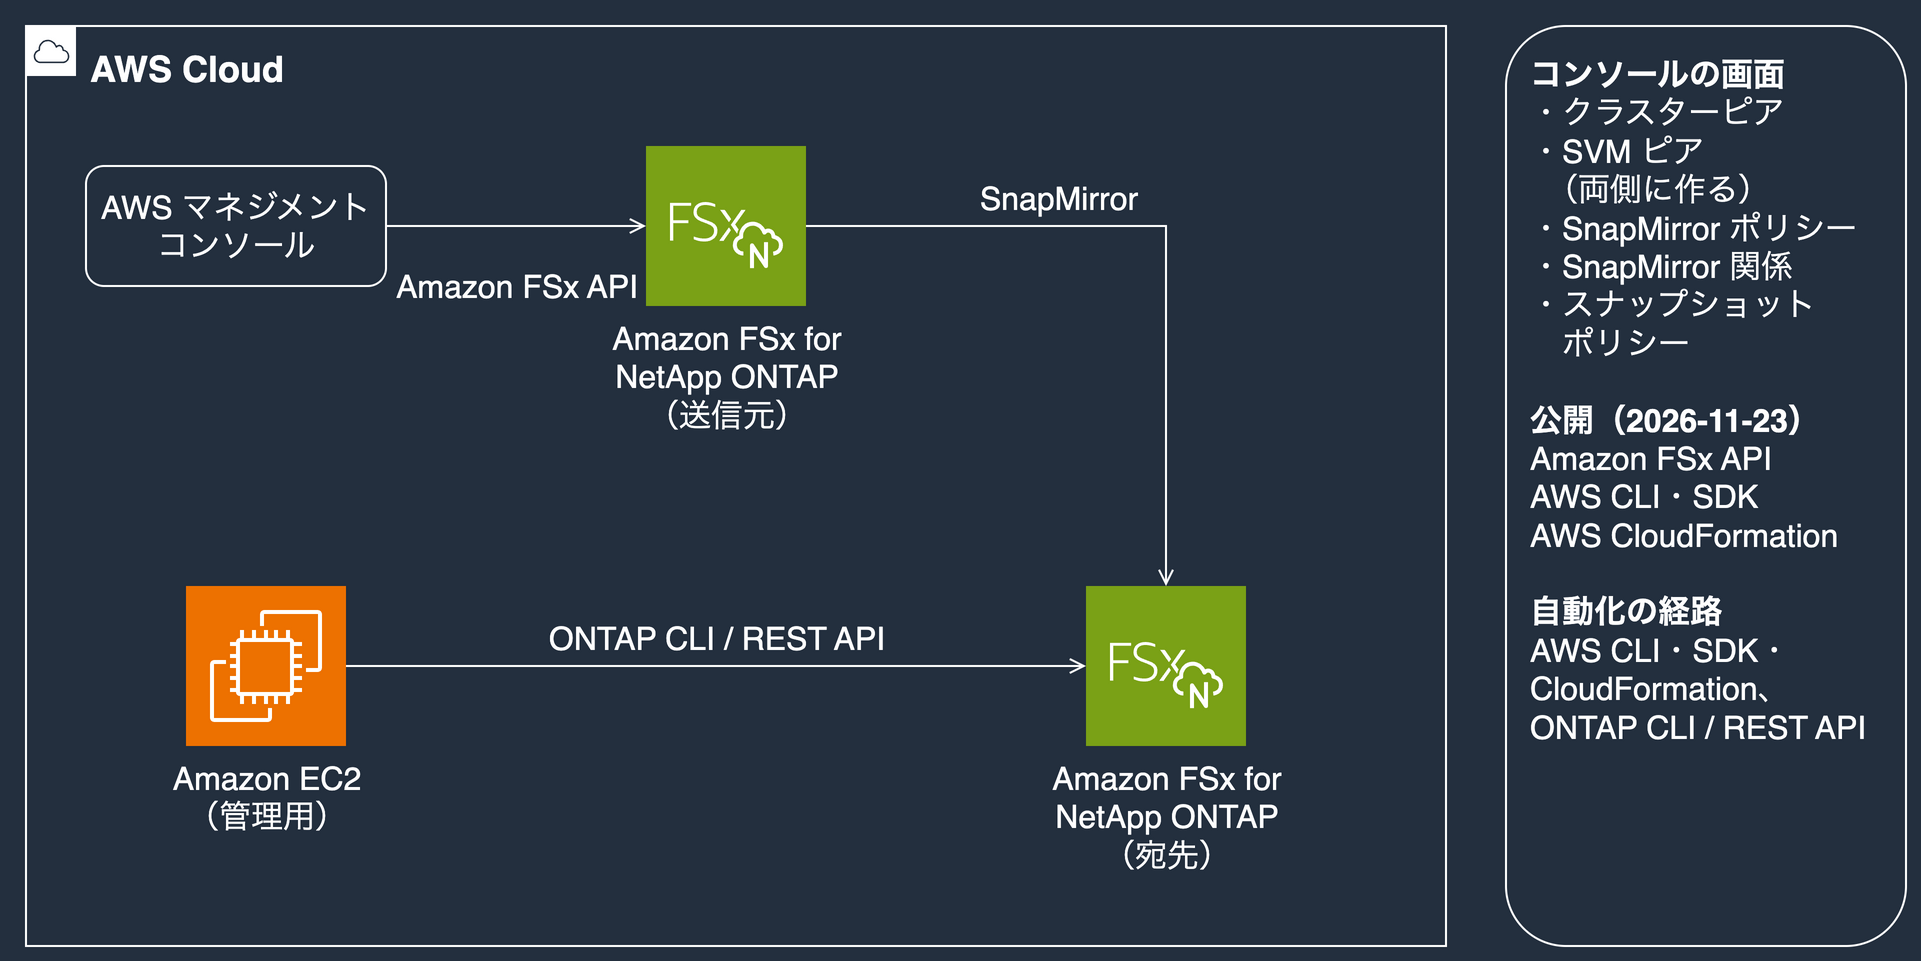 AWS Cloud
AWS マネジメント
コンソール
Amazon FSx API
FSx
N
Amazon FSx for
NetApp ONTAP
（送信元）
SnapMirror
Amazon EC2
（管理用）
ONTAP CLI / REST API
FSx
N
Amazon FSx for
NetApp ONTAP
（宛先）
コンソールの画面
・クラスターピア
・SVM ピア
（両側に作る）
・SnapMirror ポリシー
・SnapMirror 関係
・スナップショット
ポリシー
公開（2026-11-23）
Amazon FSx API
AWS CLI・SDK
AWS CloudFormation
自動化の経路
AWS CLI・SDK・
CloudFormation、
ONTAP CLI / REST API